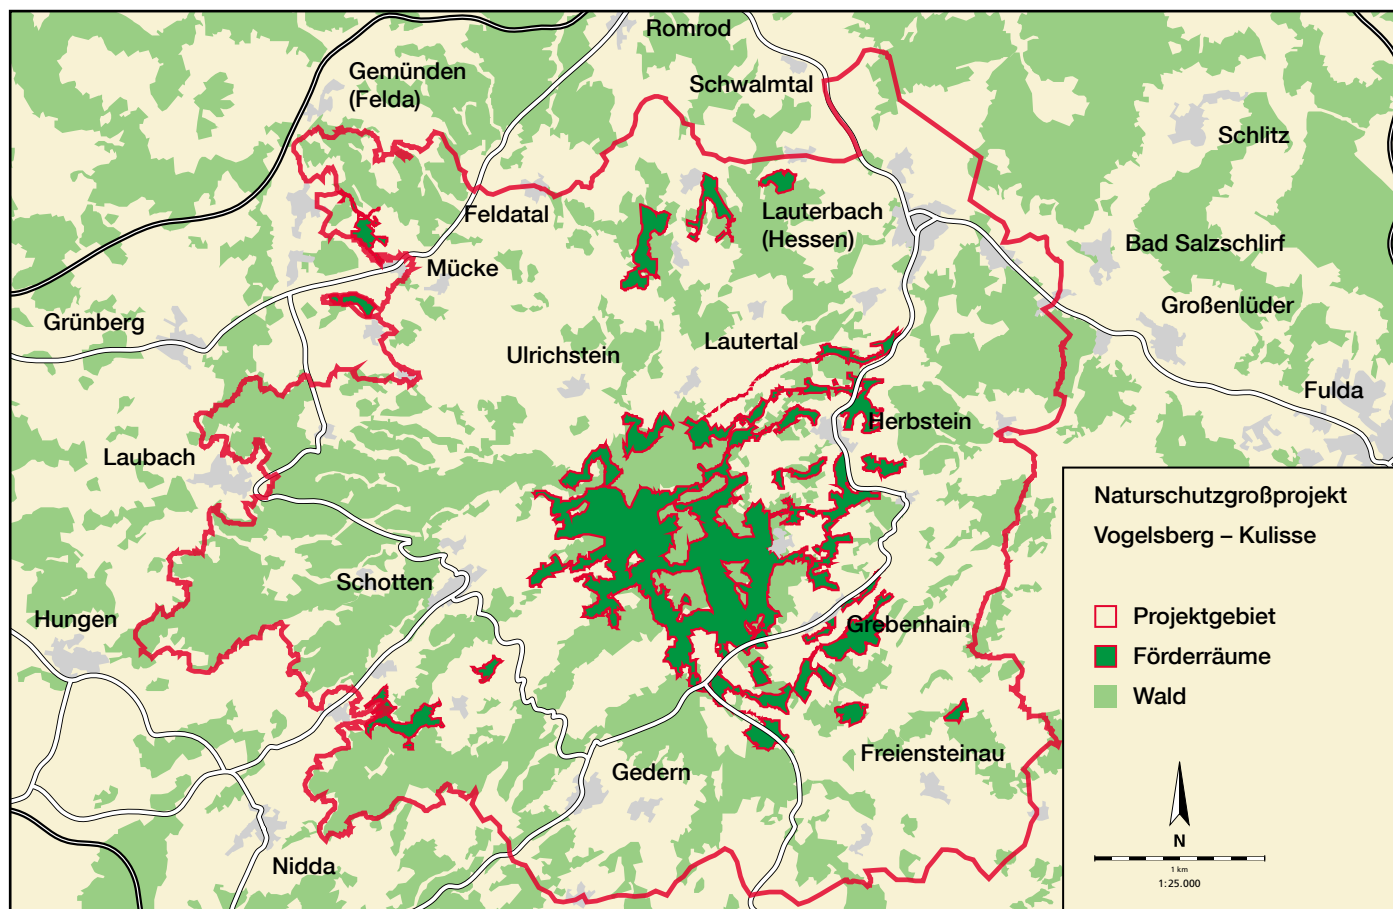 Romrod
Gemünden
(Felda)
Schwalmtal
Schlitz
Feldatal
Lauterbach
(Hessen)
Bad Salzschlirf
Mücke
Großenlüder
Grünberg
Lautertal
Ulrichstein
Fulda
Herbstein
Laubach
Schotten
Hungen
Grebenhain
Freiensteinau
Gedern
Nidda
Naturschutzgroßprojekt
Vogelsberg – Kulisse
Projektgebiet
Förderräume
Wald
N
1 km
1:25.000